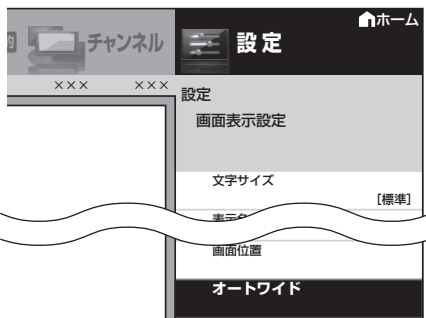 ホーム
チャンネル
設定
××× ×××
設定
画面表示設定
文字サイズ
[標準]
画面位置
オートワイド